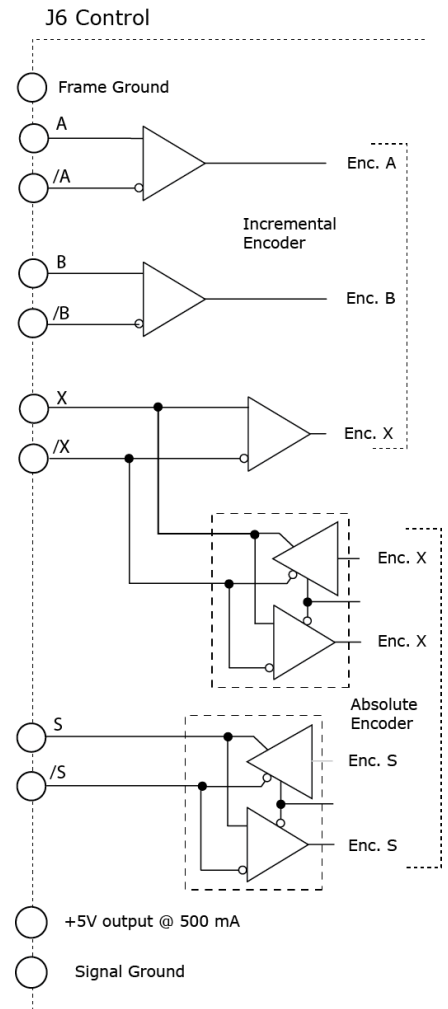 J6 Control
Frame Ground
A
/A
Enc. A
Incremental
Encoder
B
/B
Enc. B
X
/X
Enc. X
Enc. X
Enc. X
Absolute
Encoder
S
/S
Enc. S
Enc. S
+5V output @ 500 mA
Signal Ground